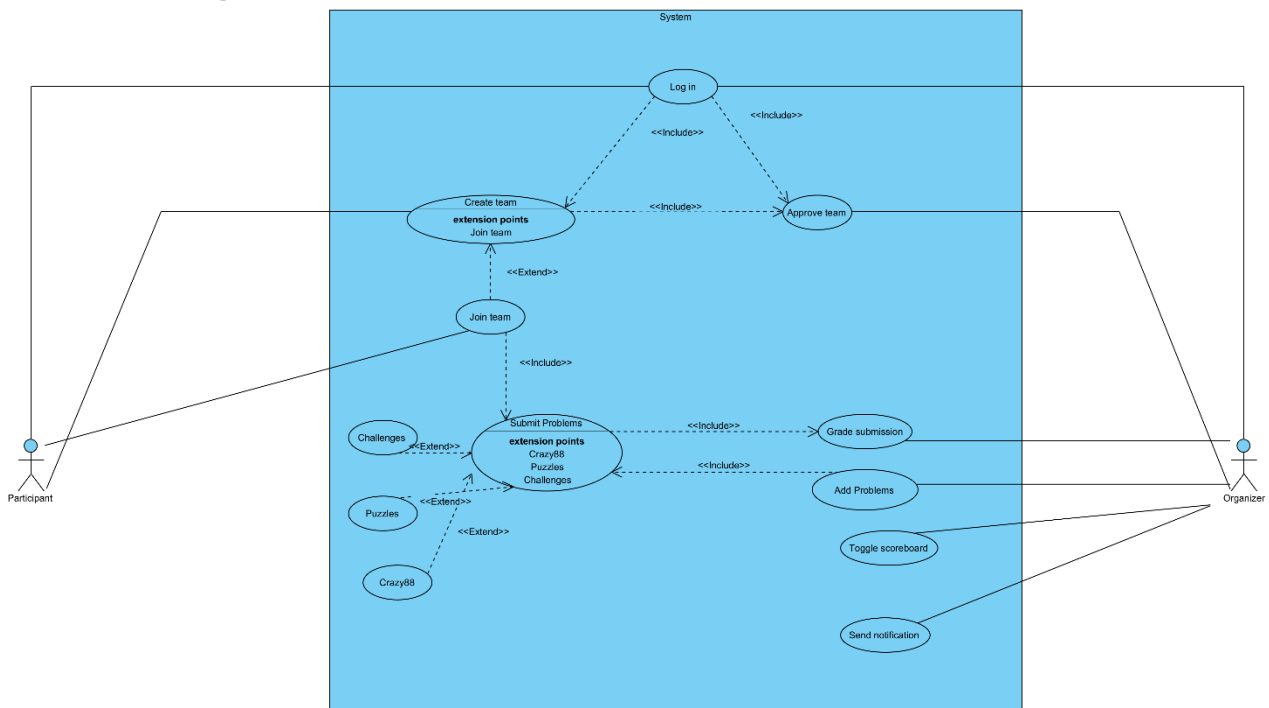 System
Log in
<<Include>>
<<Include>>
Create team
extension points
Join team
<<Include>>
Approve team
<<Extend>>
Join team
<<Include>>
Challenges
<<Extend>>
Submit Problems
extension points
Crazy88
Puzzles
Challenges
<<Include>>
Grade submission
<<Include>>
Add Problems
Participant
Organizer
Puzzles
<<Extend>>
<<Extend>>
Toggle scoreboard
Crazy88
Send notification